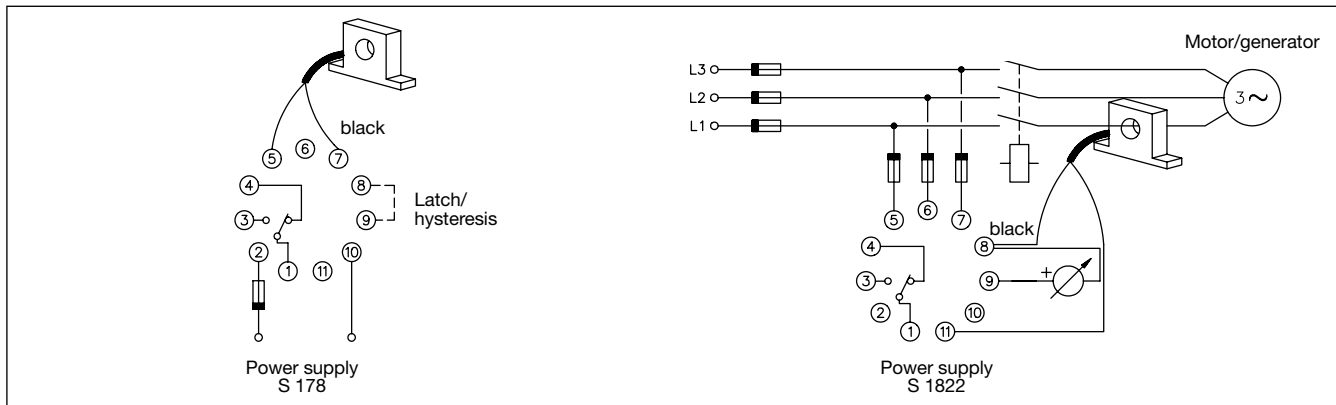 black
5
6
7
4
8
3
9
Latch/
hysteresis
2
1
11
10
Power supply
S 178
Motor/generator
L3
L2
L1
3 ~
5
6
7
black
4
8
3
9
+
2
10
1
11
Power supply
S 1822